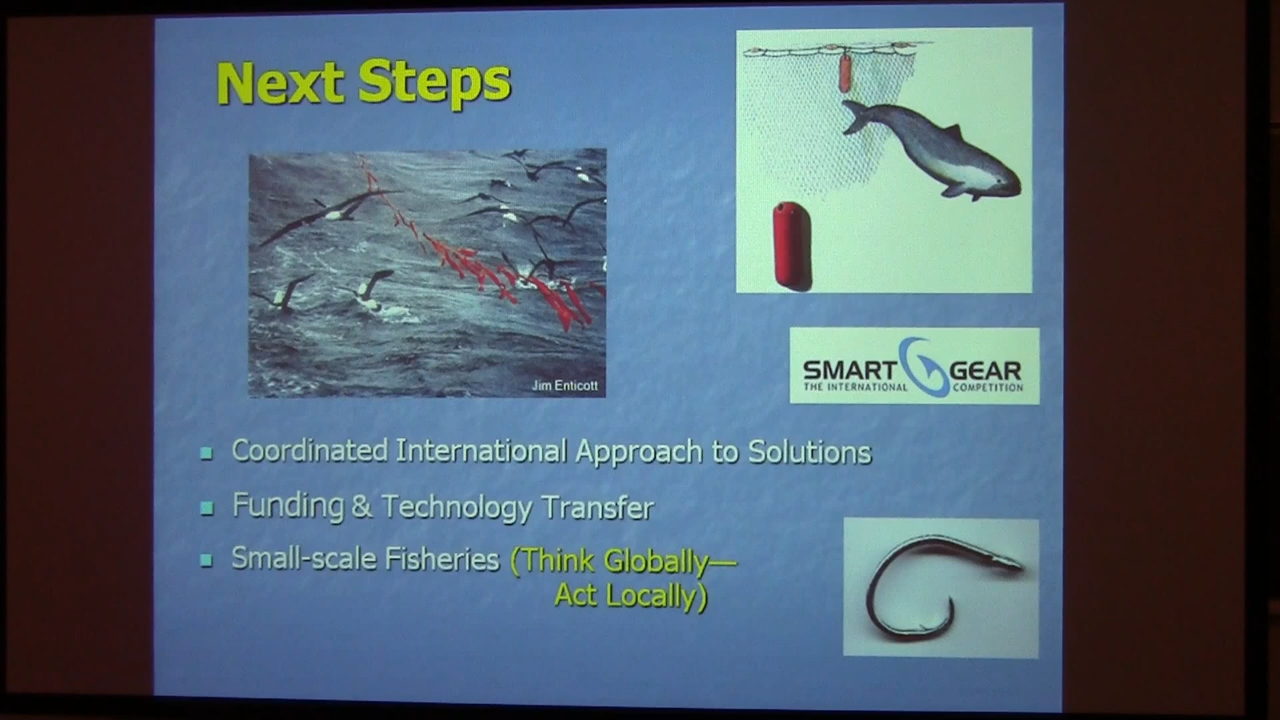 Next Steps
Jim Enticott
SMART GEAR
THE INTERNATIONAL COMPETITION
Coordinated International Approach to Solutions
Funding & Technology Transfer
Small-scale Fisheries (Think Globally—
Act Locally)